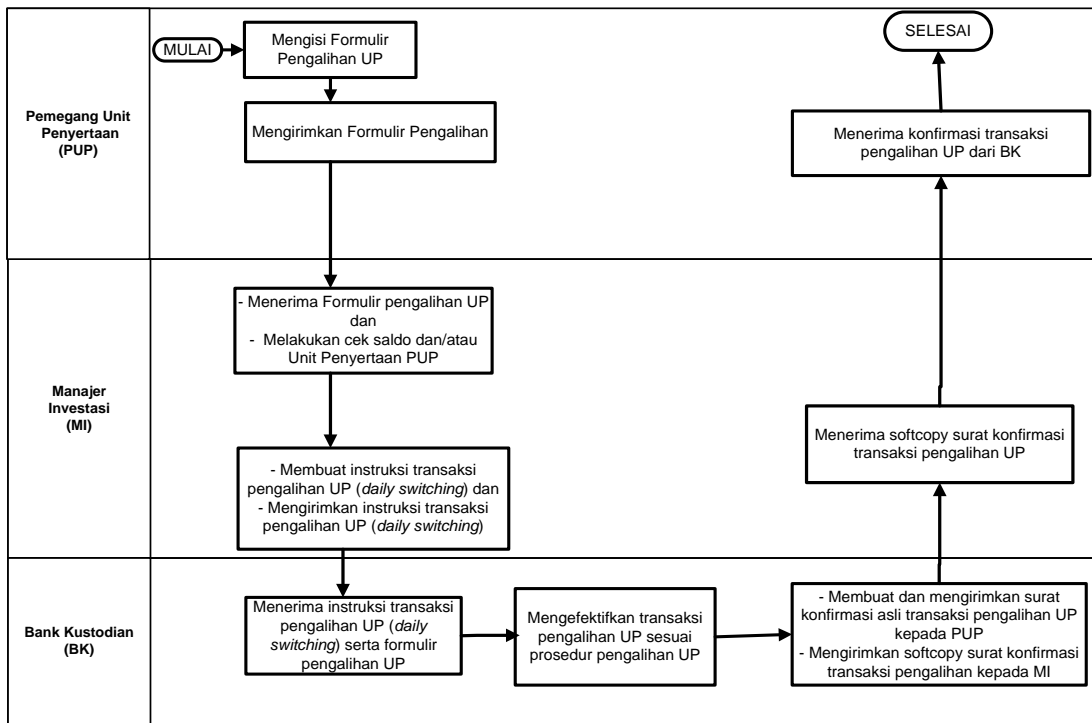 Pemegang Unit
Penyertaan
(PUP)
MULAI
Mengisi Formulir
Pengalihan UP
Mengirimkan Formulir Pengalihan
SELESAI
Menerima konfirmasi transaksi
pengalihan UP dari BK
Manajer
Investasi
(MI)
- Menerima Formulir pengalihan UP
dan
- Melakukan cek saldo dan/atau
Unit Penyertaan PUP
- Membuat instruksi transaksi
pengalihan UP (daily switching) dan
- Mengirimkan instruksi transaksi
pengalihan UP (daily switching)
Menerima softcopy surat konfirmasi
transaksi pengalihan UP
Bank Kustodian
(BK)
Menerima instruksi transaksi
pengalihan UP (daily
switching) serta formulir
pengalihan UP
Mengefektifkan transaksi
pengalihan UP sesuai
prosedur pengalihan UP
- Membuat dan mengirimkan surat
konfirmasi asli transaksi pengalihan UP
kepada PUP
- Mengirimkan softcopy surat konfirmasi
transaksi pengalihan kepada MI